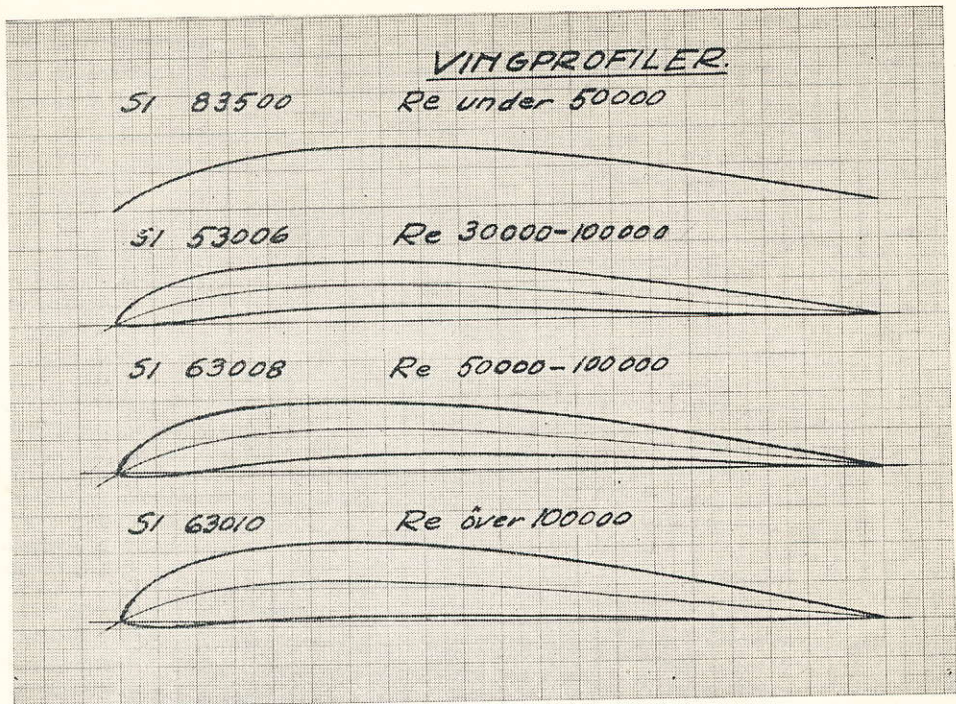 VINGPROFILER.
SI 83500 Re under 50000
SI 53006 Re 30000-100000
SI 63008 Re 50000-100000
SI 63010 Re över 100000